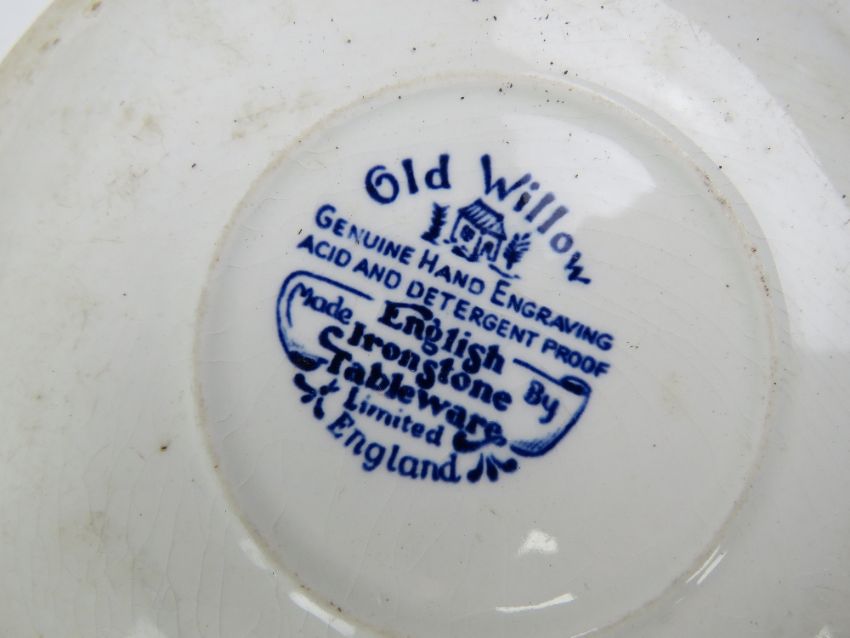 Old Willow
GENUINE HAND ENGRAVING
ACID AND DETERGENT PROOF
Made English By
Ironstone
Tableware
Limited
England